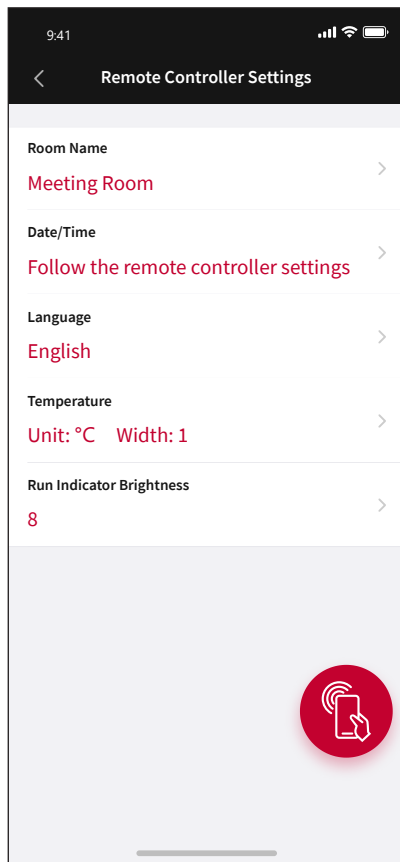 9:41
Remote Controller Settings
Room Name
Meeting Room
Date/Time
Follow the remote controller settings
Language
English
Temperature
Unit: °C Width: 1
Run Indicator Brightness
8